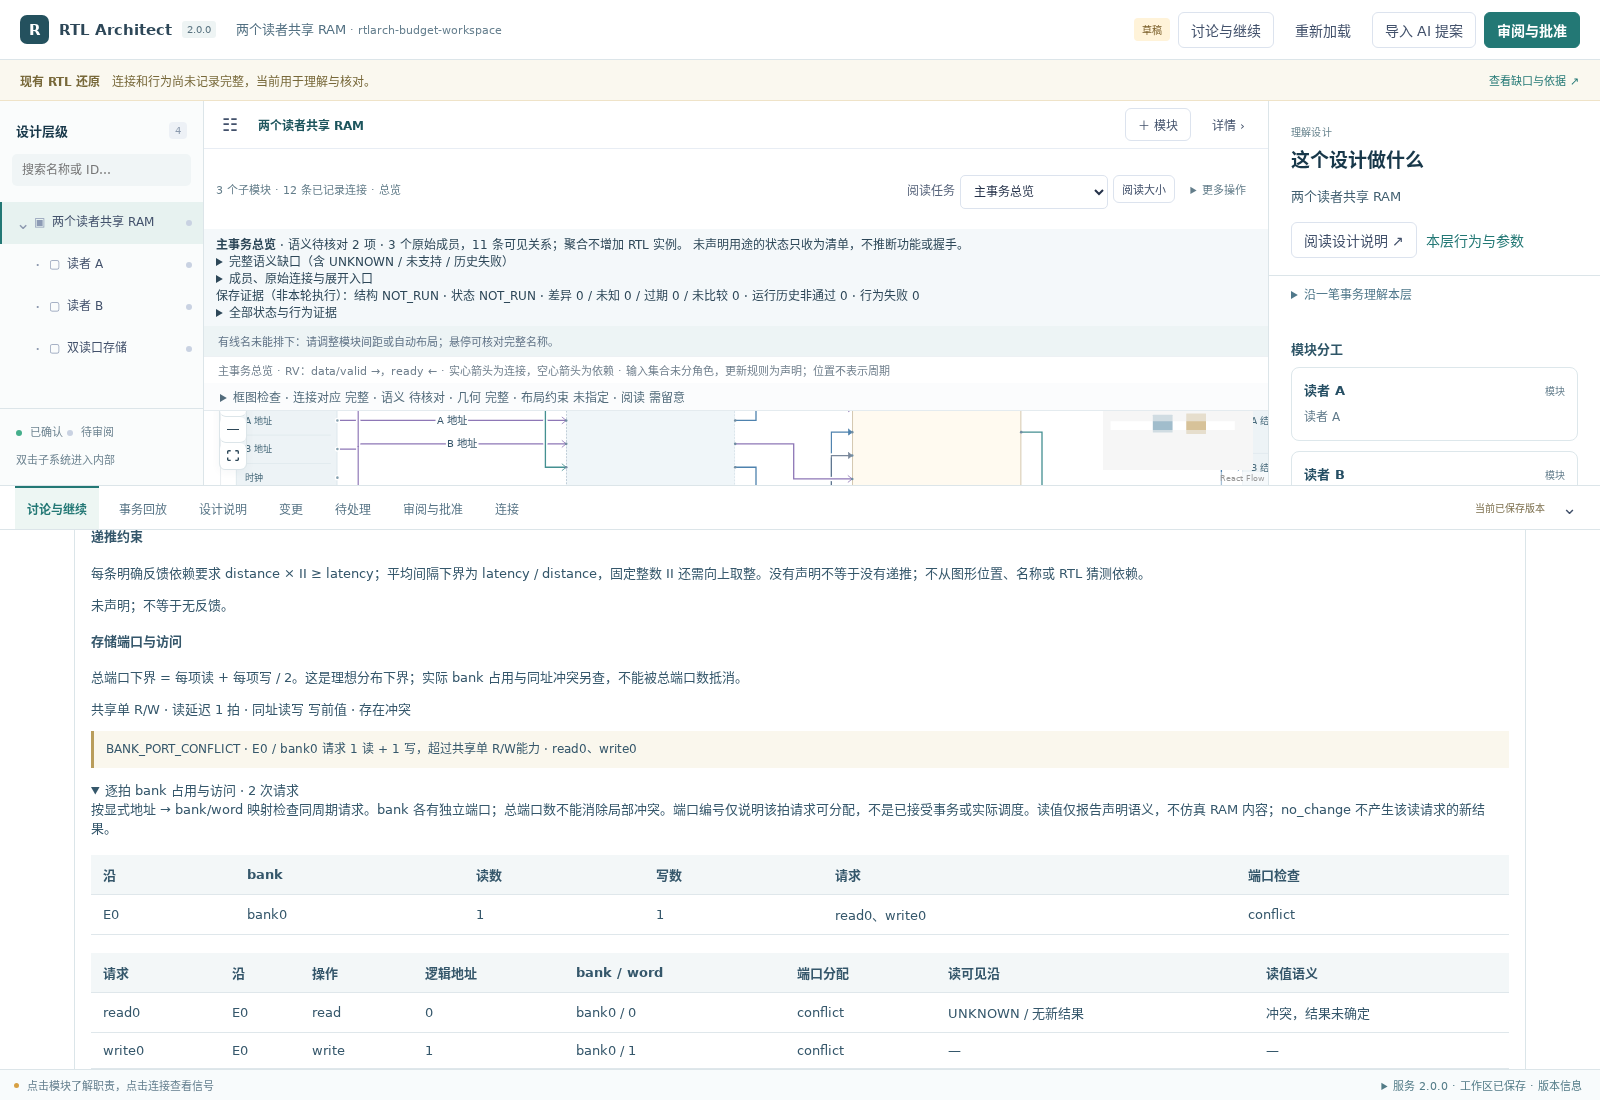 R RTL Architect 2.0.0 两个读者共享 RAM · rtlarch-budget-workspace 草稿 讨论与继续 重新加载 导入 AI 提案 审阅与批准
现有 RTL 还原 连接和行为尚未记录完整，当前用于理解与核对。 查看缺口与依据 ↗
设计层级 4
搜索名称或 ID...
两个读者共享 RAM
读者 A
读者 B
双读口存储
已确认 待审阅
双击子系统进入内部
两个读者共享 RAM ＋ 模块 详情 ›
3 个子模块 · 12 条已记录连接 · 总览 阅读任务 主事务总览 阅读大小 ▶ 更多操作
主事务总览 · 语义待核对 2 项 · 3 个原始成员，11 条可见关系；聚合不增加 RTL 实例。 未声明用途的状态只收为清单，不推断功能或握手。
▶ 完整语义缺口（含 UNKNOWN / 未支持 / 历史失败）
▶ 成员、原始连接与展开入口
保存证据（非本轮执行）：结构 NOT_RUN · 状态 NOT_RUN · 差异 0 / 未知 0 / 过期 0 / 未比较 0 · 运行历史非通过 0 · 行为失败 0
▶ 全部状态与行为证据
有线名未能排下：请调整模块间距或自动布局；悬停可核对完整名称。
主事务总览 · RV：data/valid →，ready ← · 实心箭头为连接，空心箭头为依赖 · 输入集合未分角色，更新规则为声明；位置不表示周期
▶ 框图检查 · 连接对应 完整 · 语义 待核对 · 几何 完整 · 布局约束 未指定 · 阅读 需留意
A 地址 A 地址 A 结
B 地址 B 地址 B 结
时钟 React Flow
理解设计
这个设计做什么
两个读者共享 RAM
阅读设计说明 ↗ 本层行为与参数
▶ 沿一笔事务理解本层
模块分工
读者 A 模块
读者 A
读者 B 模块
讨论与继续 事务回放 设计说明 变更 待处理 审阅与批准 连接 当前已保存版本
递推约束
每条明确反馈依赖要求 distance × II ≥ latency；平均间隔下界为 latency / distance，固定整数 II 还需向上取整。没有声明不等于没有递推；不从图形位置、名称或 RTL 猜测依赖。
未声明；不等于无反馈。
存储端口与访问
总端口下界 = 每项读 + 每项写 / 2。这是理想分布下界；实际 bank 占用与同址冲突另查，不能被总端口数抵消。
共享单 R/W · 读延迟 1 拍 · 同址读写 写前值 · 存在冲突
BANK_PORT_CONFLICT · E0 / bank0 请求 1 读 + 1 写，超过共享单 R/W能力 · read0、write0
▼ 逐拍 bank 占用与访问 · 2 次请求
按显式地址 → bank/word 映射检查同周期请求。bank 各有独立端口；总端口数不能消除局部冲突。端口编号仅说明该拍请求可分配，不是已接受事务或实际调度。读值仅报告声明语义，不仿真 RAM 内容；no_change 不产生该读请求的新结
果。
沿 bank 读数 写数 请求 端口检查
E0 bank0 1 1 read0、write0 conflict
请求 沿 操作 逻辑地址 bank / word 端口分配 读可见沿 读值语义
read0 E0 read 0 bank0 / 0 conflict UNKNOWN / 无新结果 冲突，结果未确定
write0 E0 write 1 bank0 / 1 conflict — —
点击模块了解职责，点击连接查看信号 ▶ 服务 2.0.0 · 工作区已保存 · 版本信息